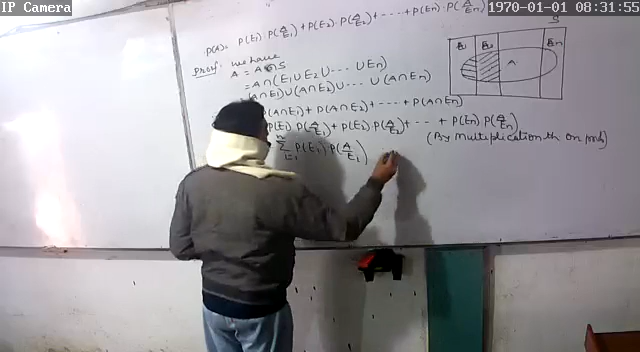 IP Camera
1970-01-01 08:31:55
P(A) = P(E1) · P(A/E1) + P(E2) · P(A/E2) + ---- + P(En) · P(A/En)
Proof: we have
A = A∩S
= A∩(E1∪E2∪--- ∪En)
(A∩E1)∪(A∩E2)∪--- ∪(A∩En)
P(A∩E1) + P(A∩E2) + ---- + P(A∩En)
P(E1) · P(A/E1) + P(E2) · P(A/E2) + --- + P(En) P(A/En)
(By multiplication th on
∑ P(Ei) · P(A/Ei)
S
E1 E2 En
A